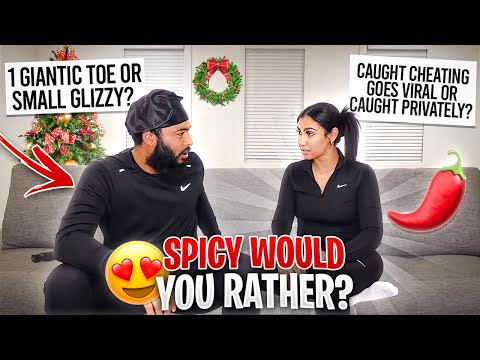 1 GIANTIC TOE OR
SMALL GLIZZY?
CAUGHT CHEATING
GOES VIRAL OR
CAUGHT PRIVATELY?
SPICY WOULD
YOU RATHER?